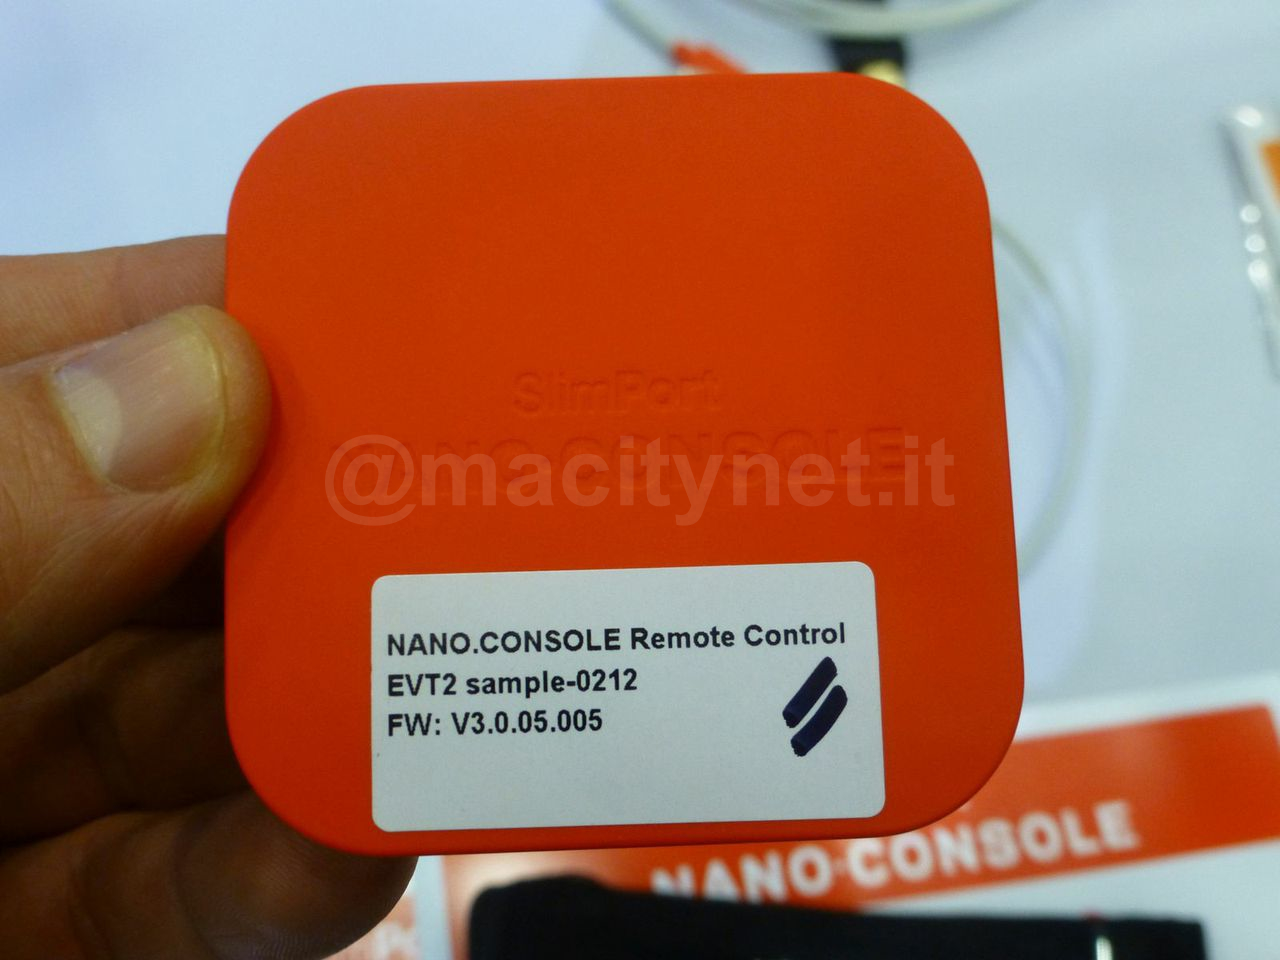 SlimPort
NANO.CONSOLE
@macitynet.it
NANO.CONSOLE Remote Control
EVT2 sample-0212
FW: V3.0.05.005
NANO.CONSOLE